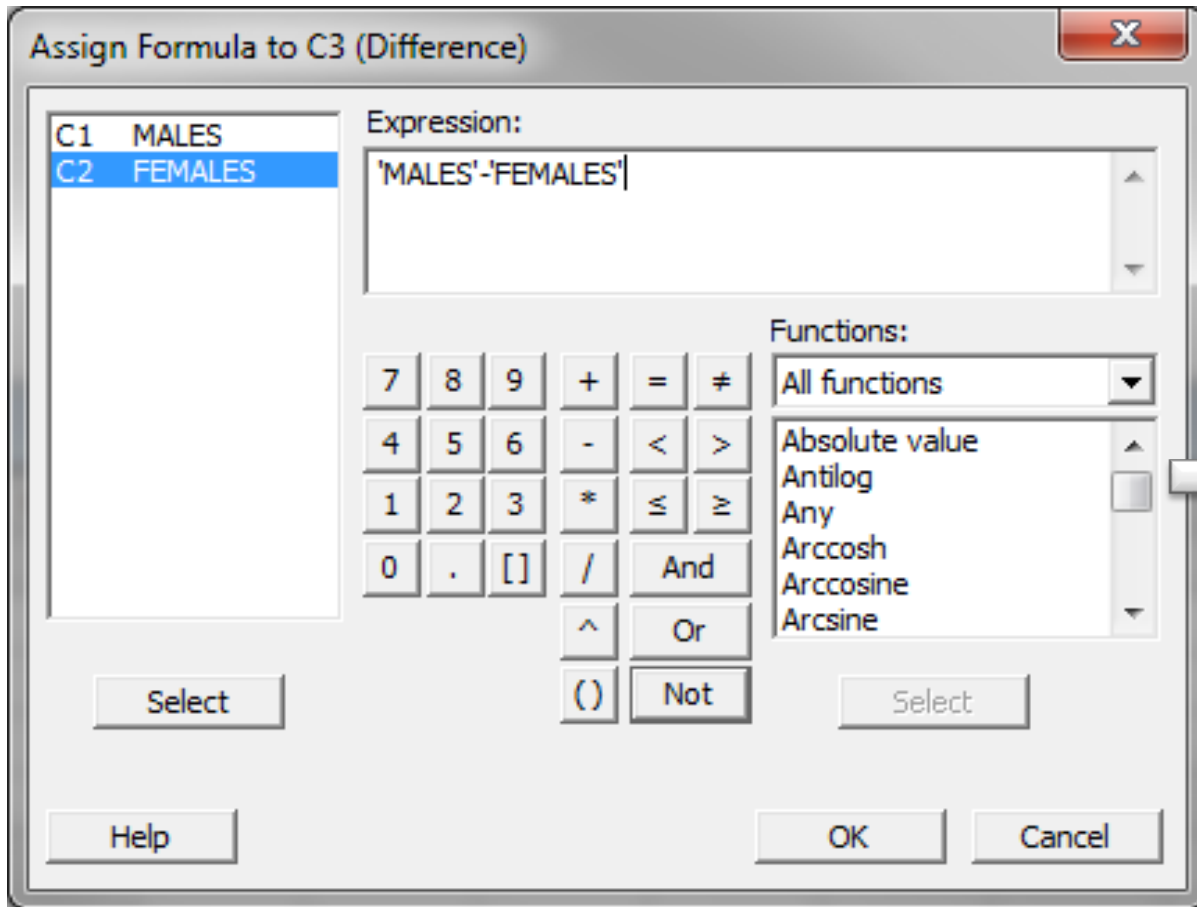 Assign Formula to C3 (Difference)
X
C1 MALES
C2 FEMALES
Expression:
'MALES'-'FEMALES'
Functions:
All functions
7 8 9 + = ≠
4 5 6 - < >
1 2 3 * ≤ ≥
0 . [] / And
^ Or
() Not
Absolute value
Antilog
Any
Arccosh
Arccosine
Arcsine
Select
Select
Help
OK
Cancel